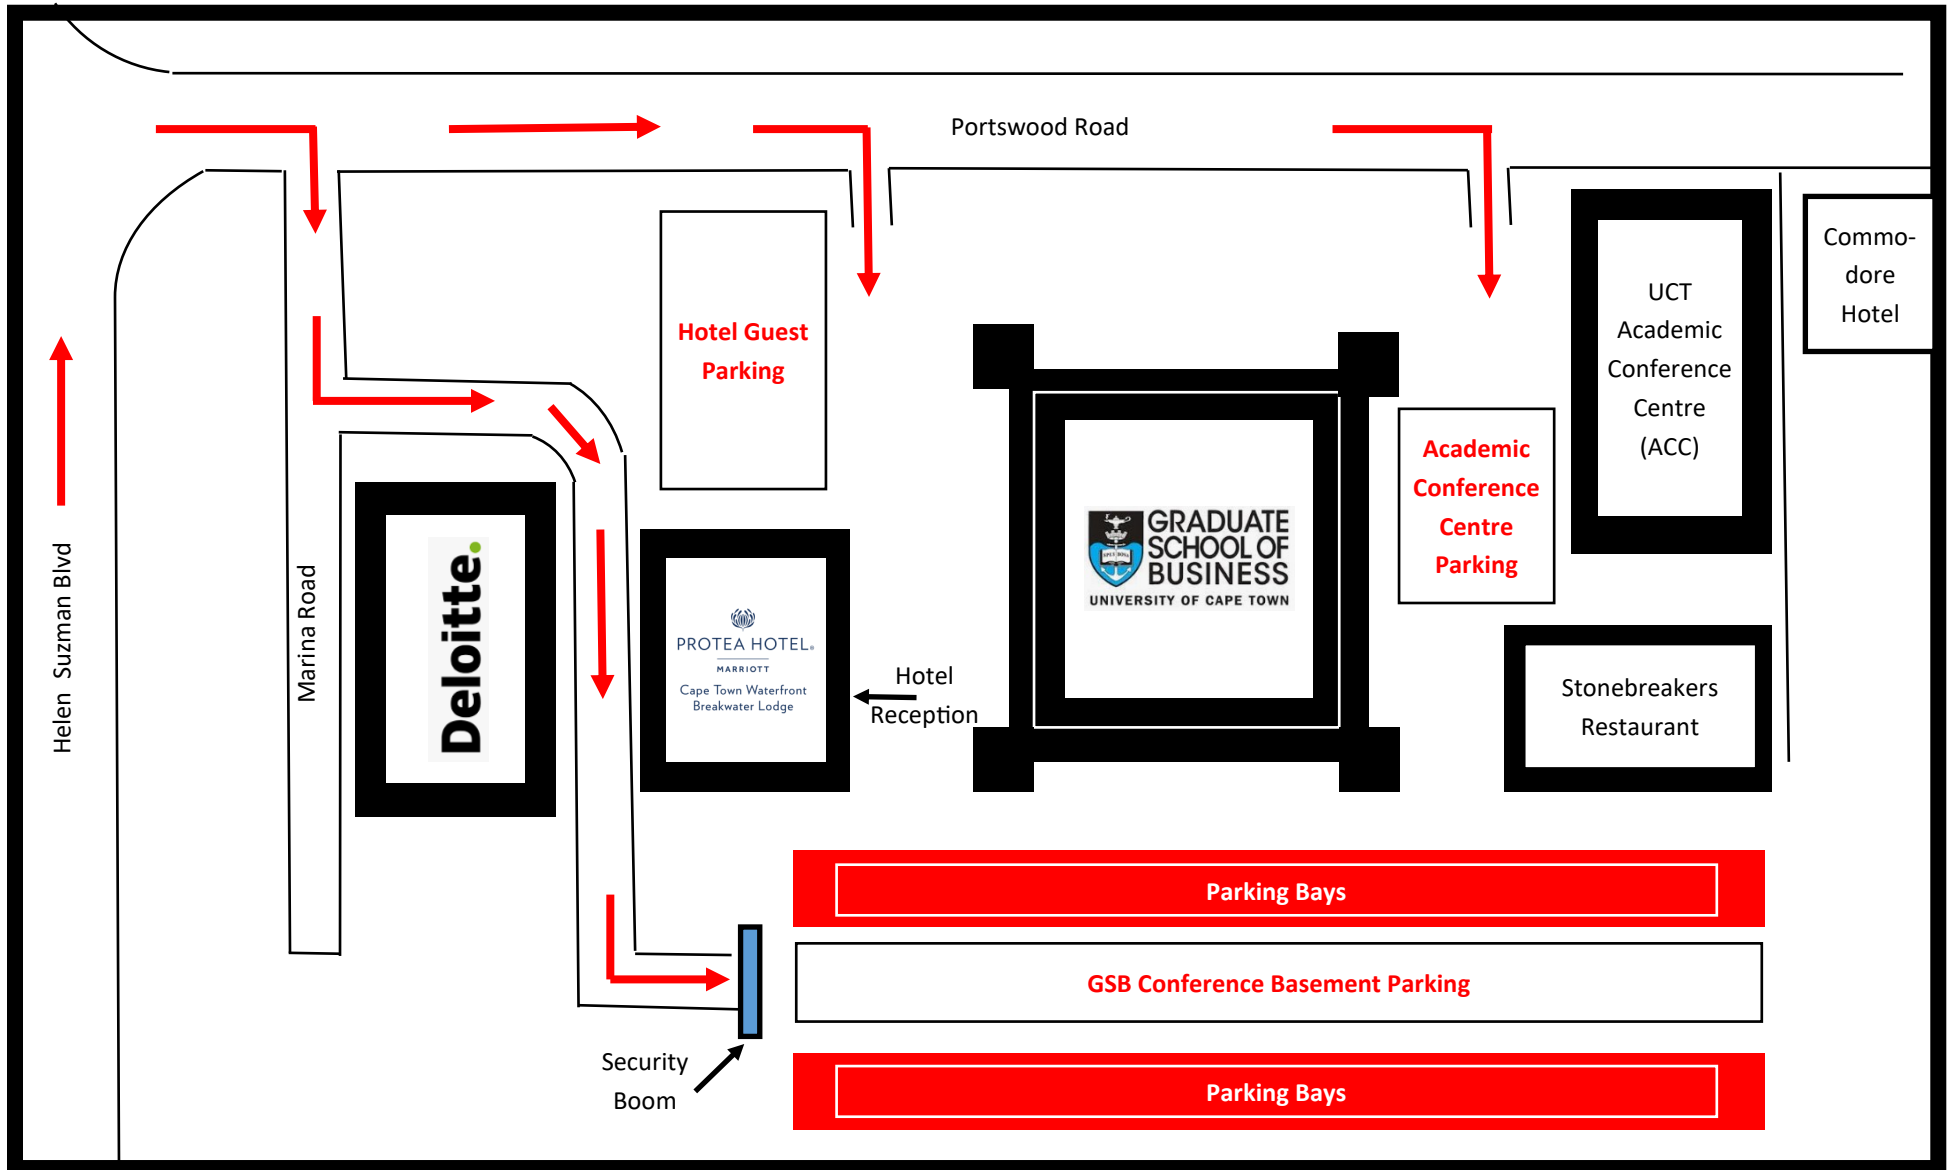 Portswood Road
Commo-
dore
Hotel
UCT
Academic
Conference
Centre
(ACC)
Hotel Guest
Parking
Academic
Conference
Centre
Parking
GRADUATE
SCHOOL OF
BUSINESS
UNIVERSITY OF CAPE TOWN
Helen Suzman Blvd
Marina Road
Deloitte.
PROTEA HOTEL®
MARRIOTT
Cape Town Waterfront
Breakwater Lodge
Hotel
Reception
Stonebreakers
Restaurant
Parking Bays
GSB Conference Basement Parking
Security
Boom
Parking Bays